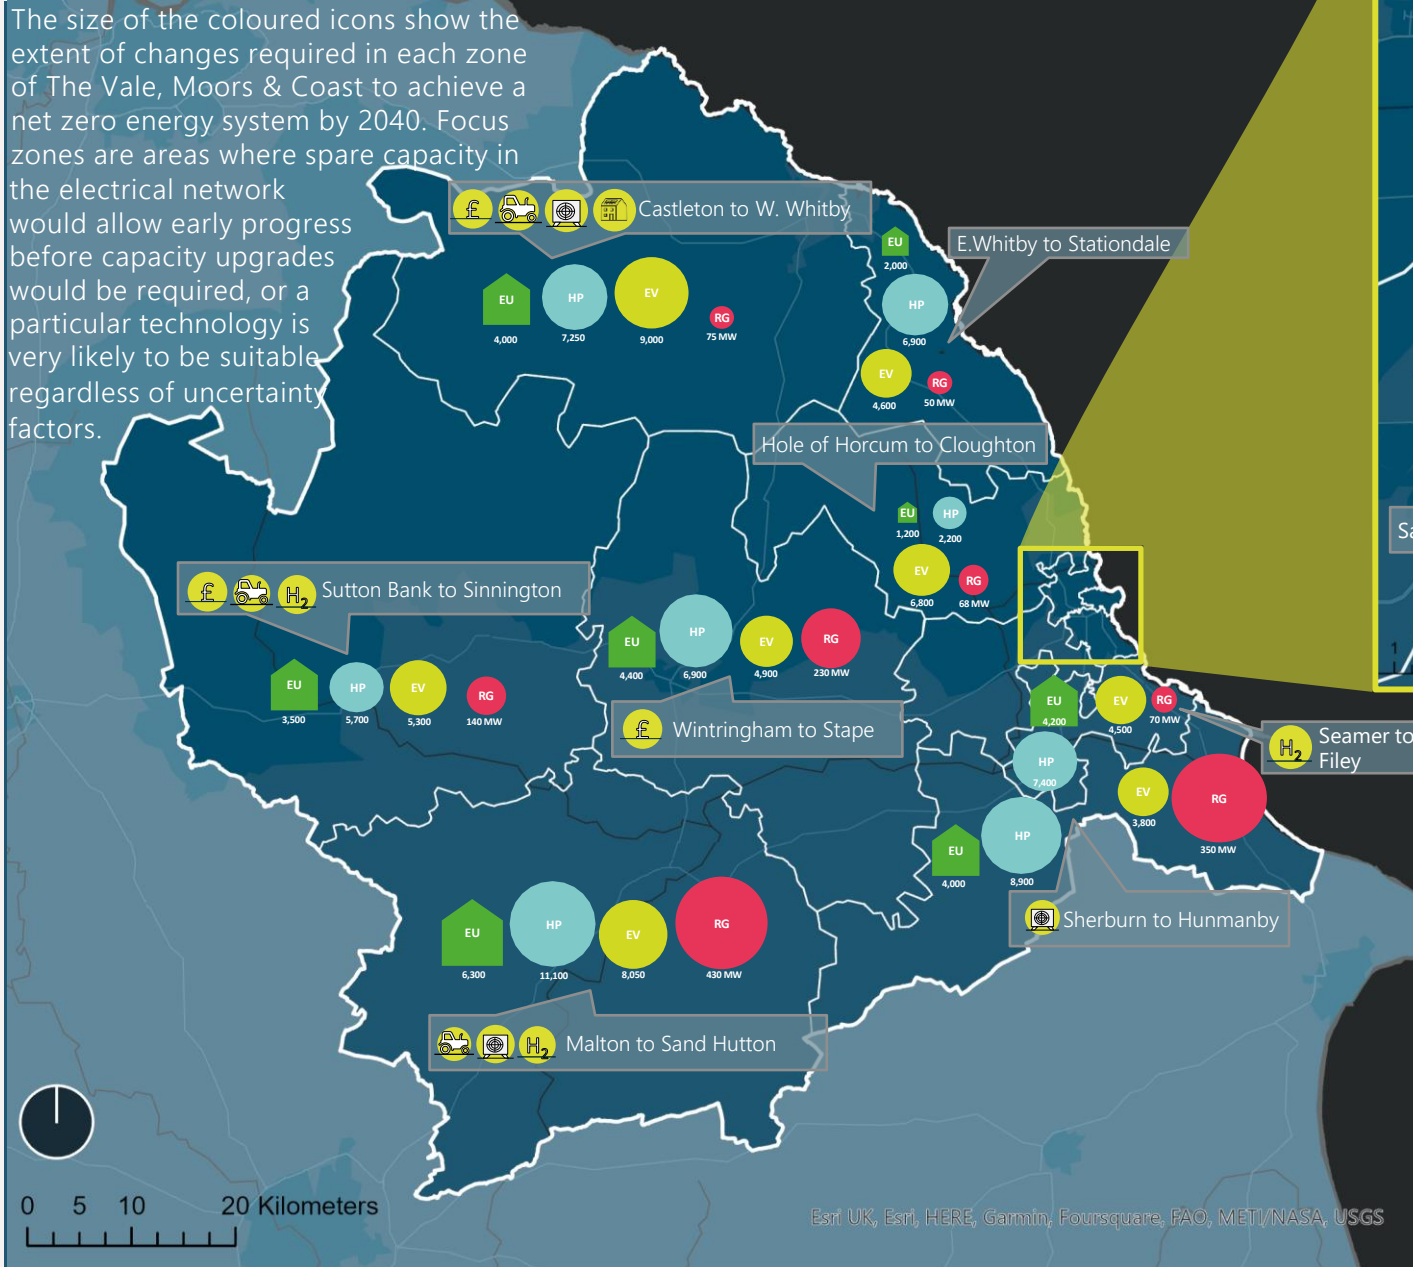 The size of the coloured icons show the
extent of changes required in each zone
of The Vale, Moors & Coast to achieve a
net zero energy system by 2040. Focus
zones are areas where spare capacity in
the electrical network
would allow early progress
before capacity upgrades
would be required, or a
particular technology is
very likely to be suitable
regardless of uncertainty
factors.
£ Castleton to W. Whitby
EU
4,000
HP
7,250
EV
9,000
RG
75 MW
E.Whitby to Stationdale
EU
2,000
HP
6,900
EV
4,600
RG
50 MW
Hole of Horcum to Cloughton
EU
1,200
HP
2,200
EV
6,800
RG
68 MW
£ H2 Sutton Bank to Sinnington
EU
3,500
HP
5,700
EV
5,300
RG
140 MW
EU
4,400
HP
6,900
EV
4,900
RG
230 MW
£ Wintringham to Stape
EU
4,200
EV
4,500
RG
70 MW
HP
7,400
H2 Seamer to
Filey
EV
3,800
RG
350 MW
EU
4,000
HP
8,900
Sherburn to Hunmanby
EU
6,300
HP
11,100
EV
8,050
RG
430 MW
H2 Malton to Sand Hutton
Sa
1
0 5 10 20 Kilometers
Esri UK, Esri, HERE, Garmin, Foursquare, FAO, METI/NASA, USGS